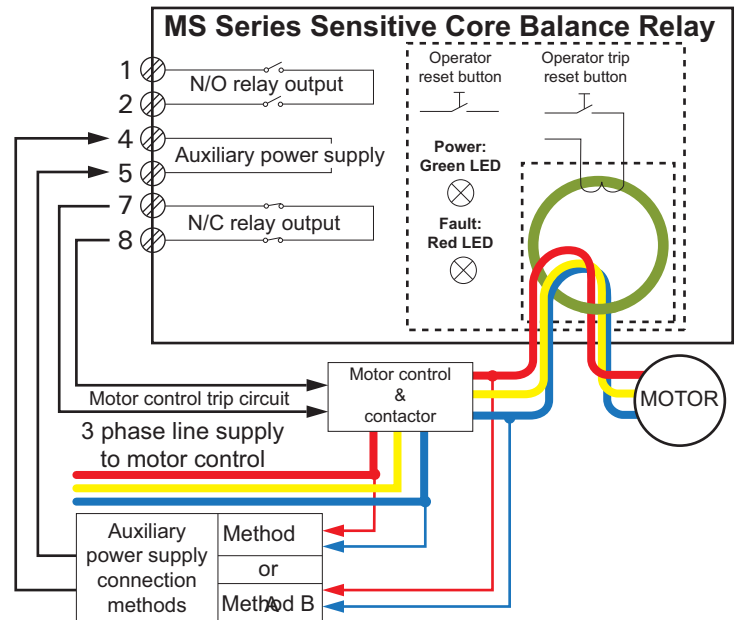 MS Series Sensitive Core Balance Relay
1
N/O relay output
2
4
Auxiliary power supply
5
7
N/C relay output
8
Operator
reset button
Operator trip
reset button
Power:
Green LED
Fault:
Red LED
Motor control trip circuit
Motor control
&
contactor
MOTOR
3 phase line supply
to motor control
Auxiliary
power supply
connection
methods
Method
or
A
Method B